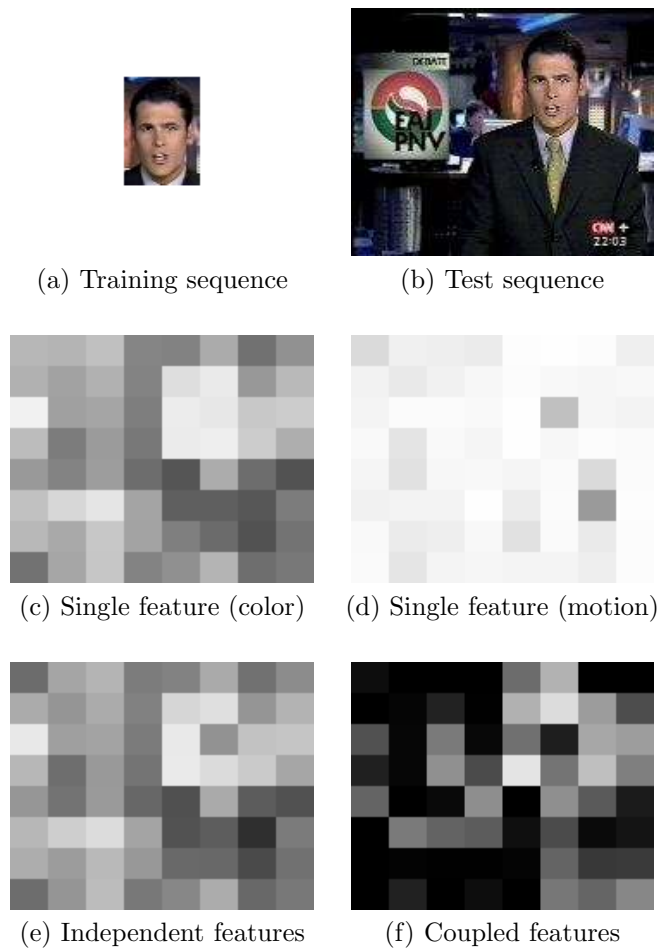 DEBATE
EAJ
PNV
CNN +
22:03
(a) Training sequence
(b) Test sequence
(c) Single feature (color)
(d) Single feature (motion)
(e) Independent features
(f) Coupled features